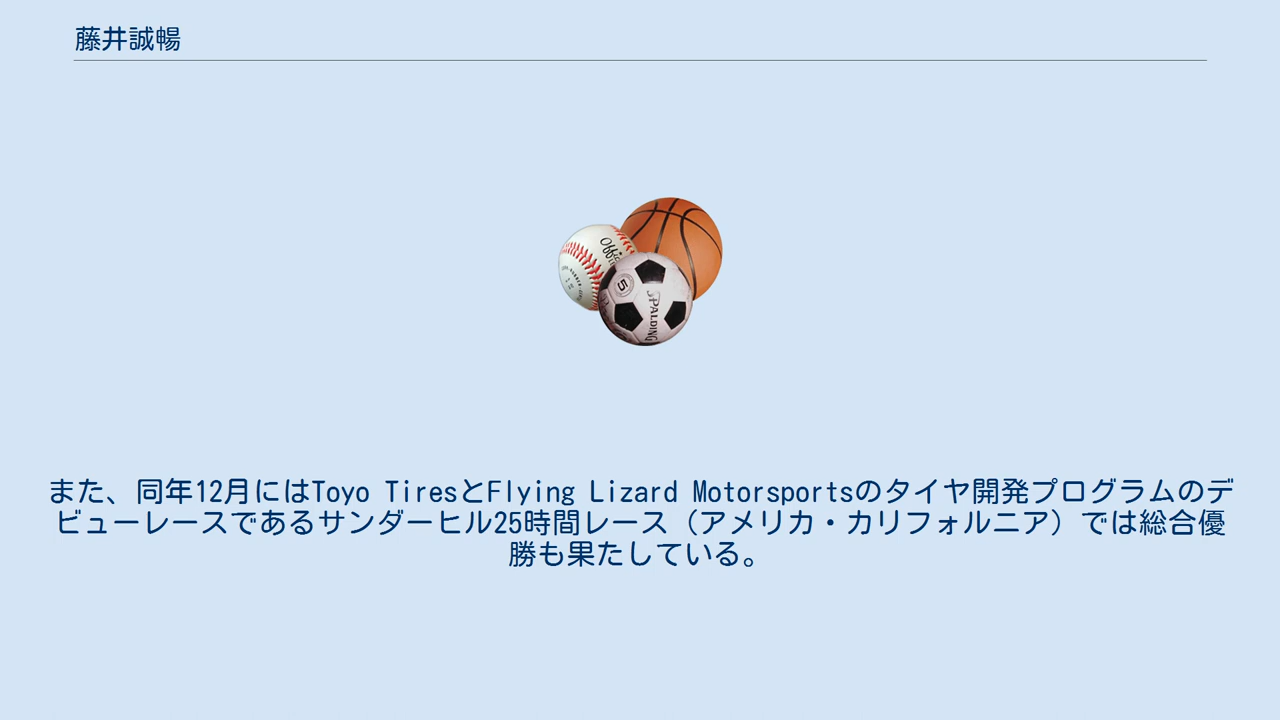 藤井誠暢
Official
5
SPALDING
また、同年12月にはToyo TiresとFlying Lizard Motorsportsのタイヤ開発プログラムのデ
ビューレースであるサンダーヒル25時間レース（アメリカ・カリフォルニア）では総合優
勝も果たしている。